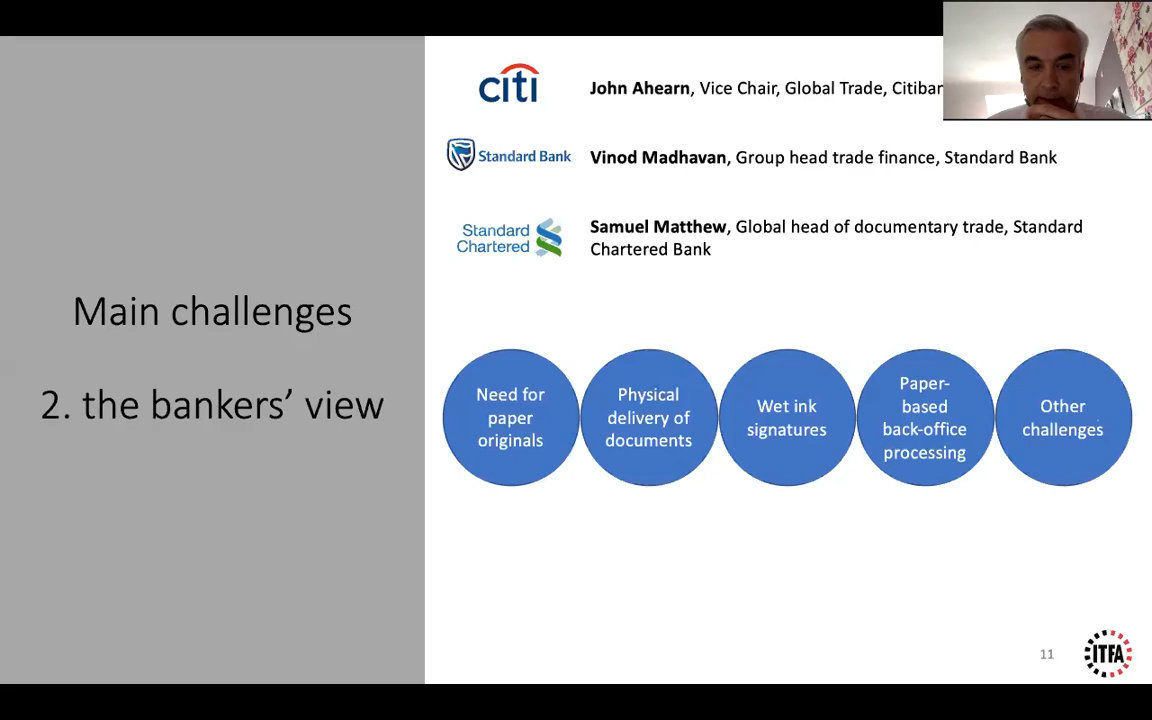 citi
John Ahearn, Vice Chair, Global Trade, Citiban
Standard Bank
Vinod Madhavan, Group head trade finance, Standard Bank
Standard
Chartered
Samuel Matthew, Global head of documentary trade, Standard
Chartered Bank
Main challenges
2. the bankers’ view
Need for
paper
originals
Physical
delivery of
documents
Wet ink
signatures
Paper-
based
back-office
processing
Other
challenges
11
ITFA